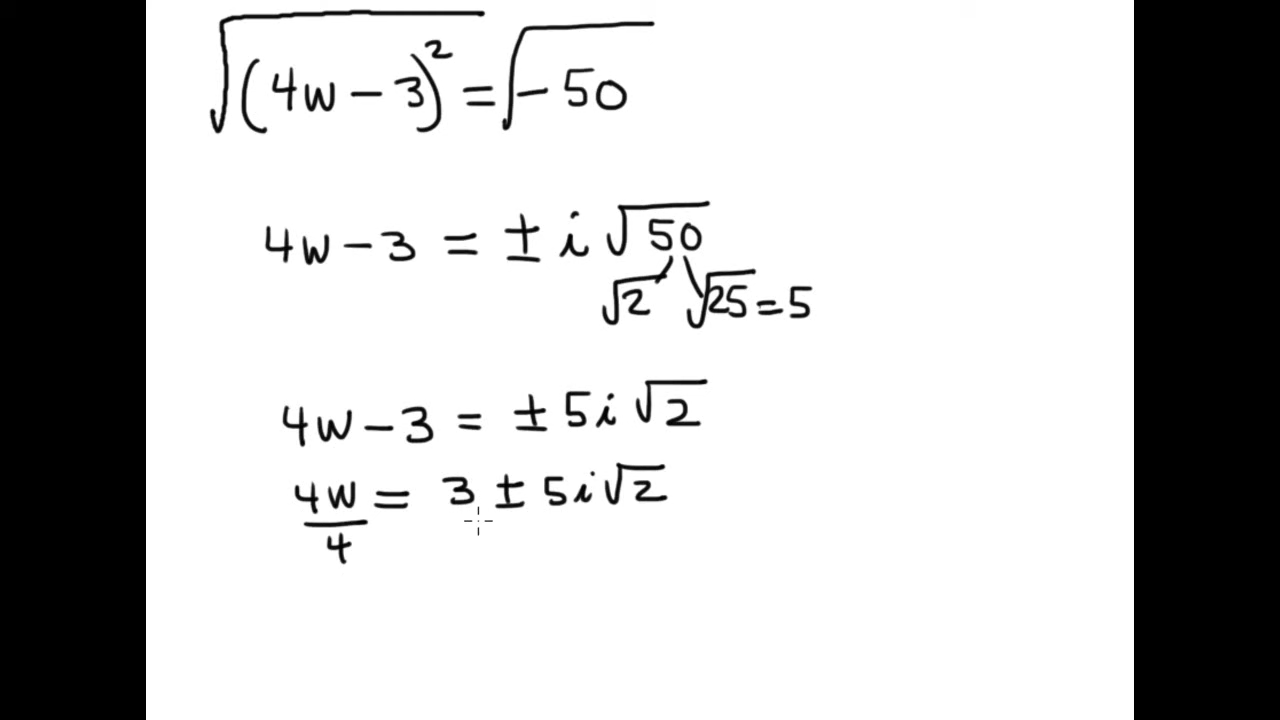 √(4w − 3)² = √−50
4w − 3 = ± i √50
√2 √25 = 5
4w − 3 = ± 5i √2
4w = 3 ± 5i √2
4